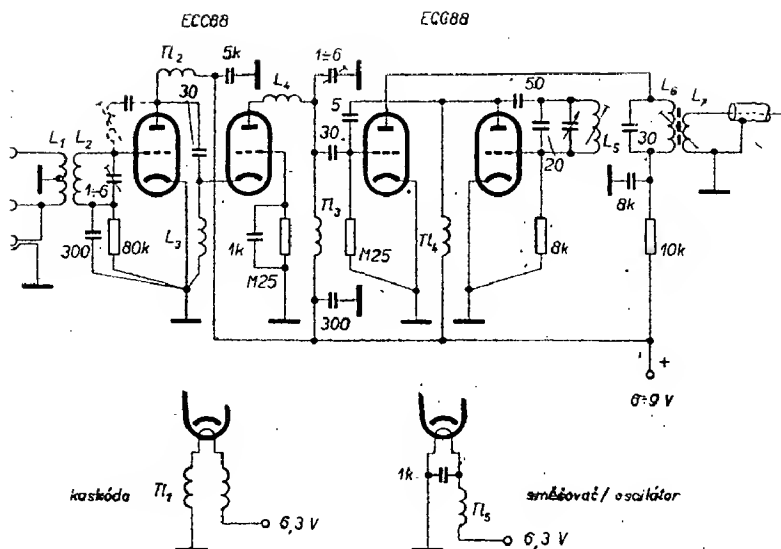 ECC88
ECC88
Tl2
5k
1÷6
L4
30
5
30
50
L1
L2
1÷6
300
80k
L3
1k
M25
Tl3
300
M25
Tl4
20
L5
8k
30
L6
L7
8k
10k
+
6÷9 V
kaskóda
Tl1
6,3 V
1k
Tl5
6,3 V
směšovač/oscilátor